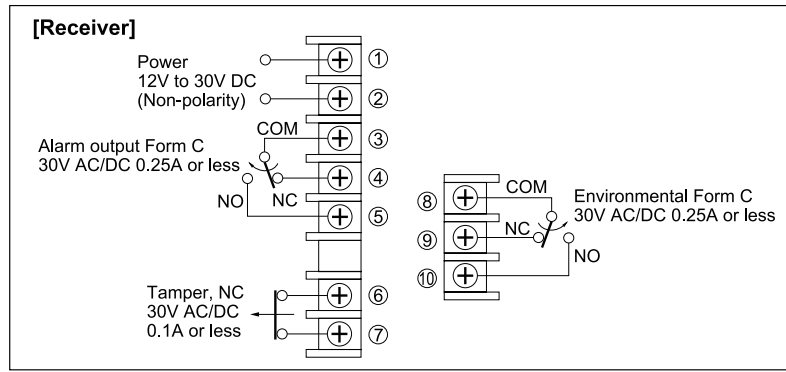 [Receiver]
Power
12V to 30V DC
(Non-polarity)
①
②
COM
③
Alarm output Form C
30V AC/DC 0.25A or less
④
NO
NC
⑤
Tamper, NC
30V AC/DC
0.1A or less
⑥
⑦
⑧
COM
Environmental Form C
30V AC/DC 0.25A or less
⑨
NC
NO
⑩